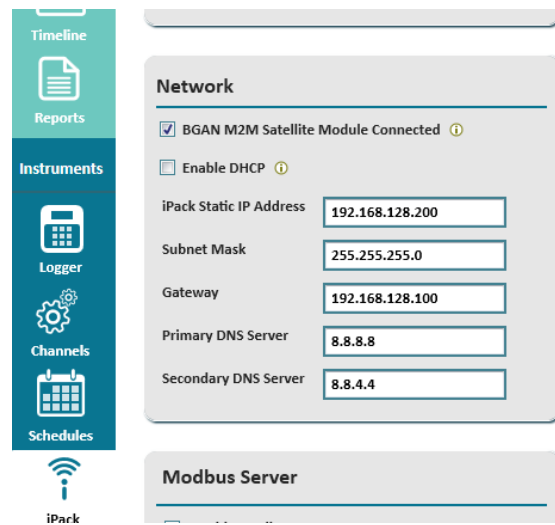 Timeline
Reports
Instruments
Logger
Channels
Schedules
iPack
Network
BGAN M2M Satellite Module Connected
Enable DHCP
iPack Static IP Address 192.168.128.200
Subnet Mask 255.255.255.0
Gateway 192.168.128.100
Primary DNS Server 8.8.8.8
Secondary DNS Server 8.8.4.4
Modbus Server